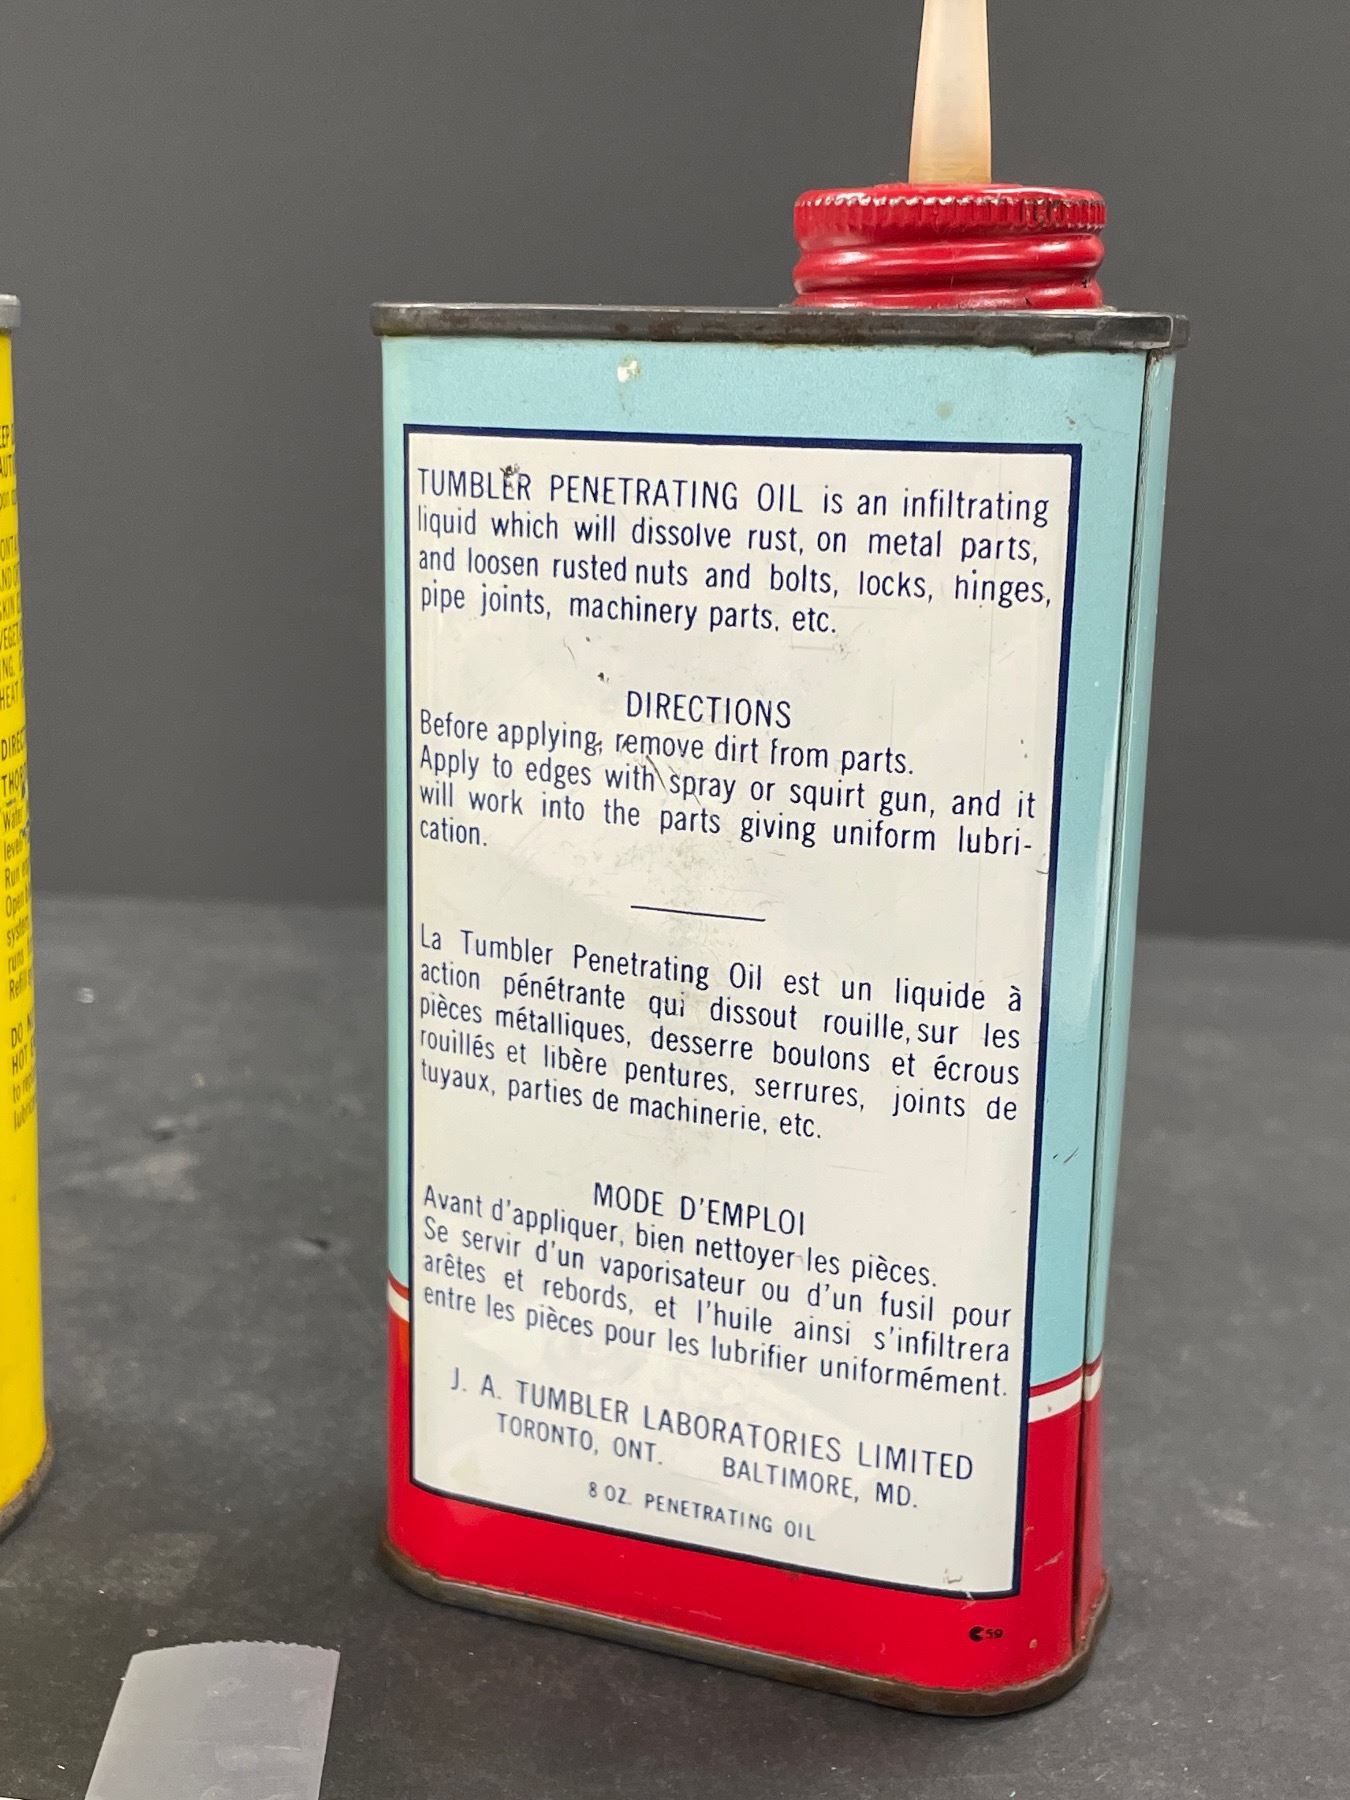 TUMBLER PENETRATING OIL is an infiltrating
liquid which will dissolve rust, on metal parts,
and loosen rusted nuts and bolts, locks, hinges,
pipe joints, machinery parts, etc.
DIRECTIONS
Before applying, remove dirt from parts.
Apply to edges with spray or squirt gun, and it
will work into the parts giving uniform lubri-
cation.
La Tumbler Penetrating Oil est un liquide à
action pénétrante qui dissout rouille, sur les
pièces métalliques, desserre boulons et écrous
rouillés et libère pentures, serrures, joints de
tuyaux, parties de machinerie, etc.
MODE D'EMPLOI
Avant d'appliquer, bien nettoyer les pièces.
Se servir d'un vaporisateur ou d'un fusil pour
arêtes et rebords, et l'huile ainsi s'infiltrera
entre les pièces pour les lubrifier uniformément.
J. A. TUMBLER LABORATORIES LIMITED
TORONTO, ONT. BALTIMORE, MD.
8 OZ. PENETRATING OIL
59
HEAT
DO
HOT